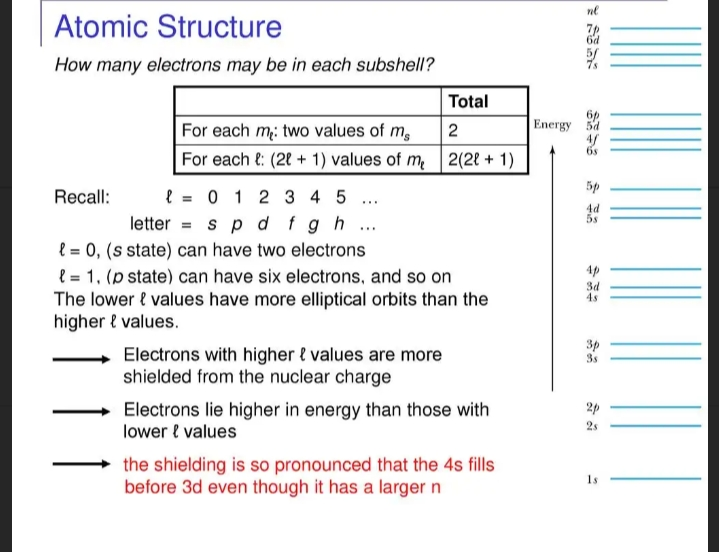 Atomic Structure
How many electrons may be in each subshell?
Total
For each mℓ: two values of ms 2
For each ℓ: (2ℓ + 1) values of mℓ 2(2ℓ + 1)
Recall: ℓ = 0 1 2 3 4 5 ...
letter = s p d f g h ...
ℓ = 0, (s state) can have two electrons
ℓ = 1, (p state) can have six electrons, and so on
The lower ℓ values have more elliptical orbits than the
higher ℓ values.
Electrons with higher ℓ values are more
shielded from the nuclear charge
Electrons lie higher in energy than those with
lower ℓ values
the shielding is so pronounced that the 4s fills
before 3d even though it has a larger n
nℓ
7p
6d
5f
7s
Energy
6p
5d
4f
6s
5p
4d
5s
4p
3d
4s
3p
3s
2p
2s
1s